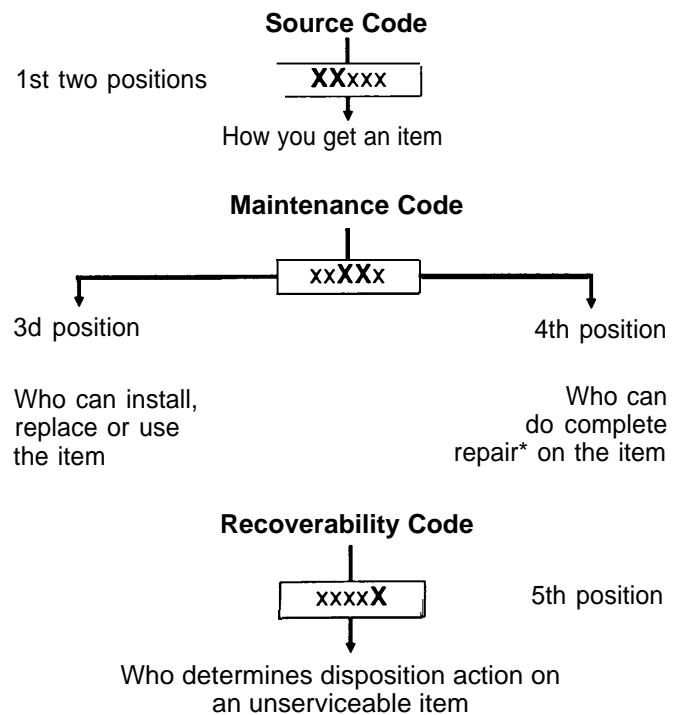 Source Code
1st two positions
XXxxx
How you get an item
Maintenance Code
xxXXx
3d position
4th position
Who can install,
replace or use
the item
Who can
do complete
repair* on the item
Recoverability Code
xxxxX
5th position
Who determines disposition action on
an unserviceable item